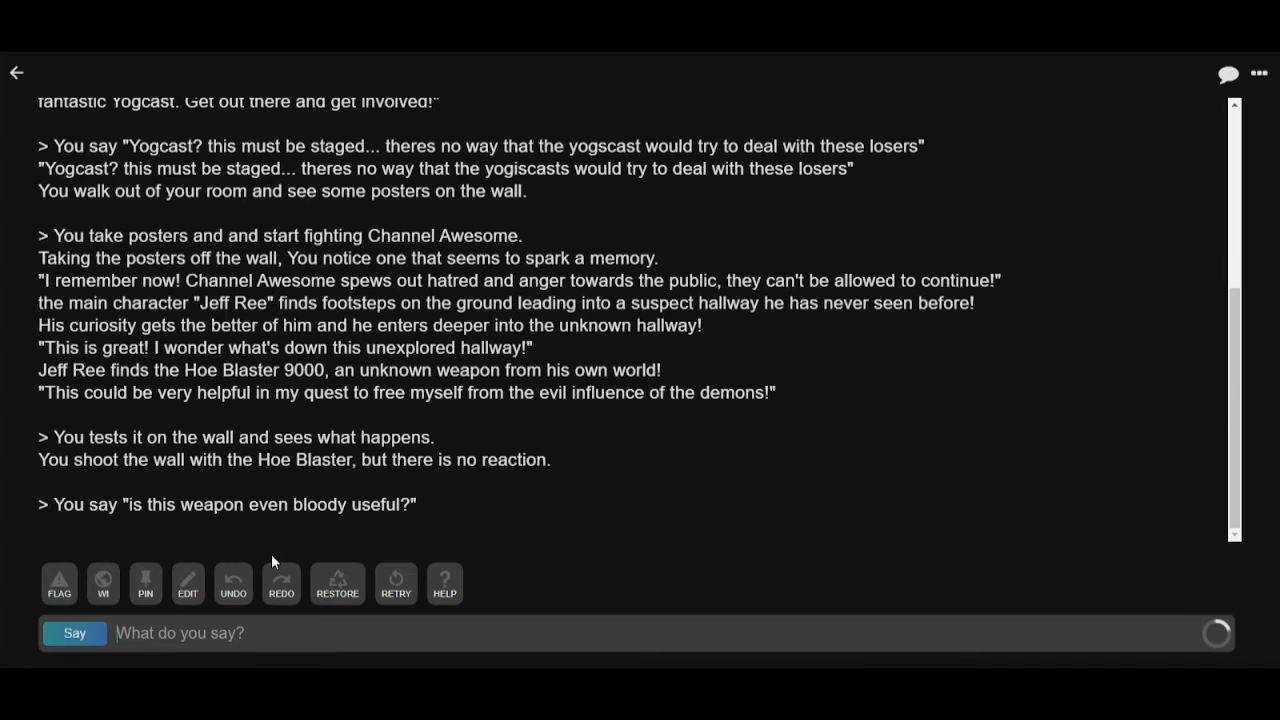 fantastic Yogcast. Get out there and get involved!"
> You say "Yogcast? this must be staged... theres no way that the yogscast would try to deal with these losers"
"Yogcast? this must be staged... theres no way that the yogiscasts would try to deal with these losers"
You walk out of your room and see some posters on the wall.
> You take posters and and start fighting Channel Awesome.
Taking the posters off the wall, You notice one that seems to spark a memory.
"I remember now! Channel Awesome spews out hatred and anger towards the public, they can't be allowed to continue!"
the main character "Jeff Ree" finds footsteps on the ground leading into a suspect hallway he has never seen before!
His curiosity gets the better of him and he enters deeper into the unknown hallway!
"This is great! I wonder what's down this unexplored hallway!"
Jeff Ree finds the Hoe Blaster 9000, an unknown weapon from his own world!
"This could be very helpful in my quest to free myself from the evil influence of the demons!"
> You tests it on the wall and sees what happens.
You shoot the wall with the Hoe Blaster, but there is no reaction.
> You say "is this weapon even bloody useful?"
FLAG WI PIN EDIT UNDO REDO RESTORE RETRY HELP
Say What do you say?